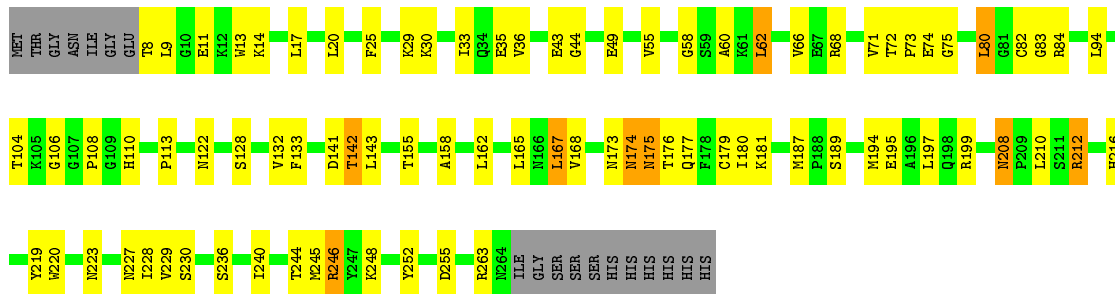 MET THR GLY ASN ILE GLY GLU T8 L9 G10 E11 K12 W13 K14 L17 L20 F25 K29 K30 I33 Q34 E35 V36 E43 G44 E49 V55 G58 S59 A60 K61 L62 V66 E67 R68 V71 T72 F73 E74 G75 L80 G81 C82 G83 R84 L94
T104 K105 G106 G107 P108 G109 H110 P113 N122 S128 V132 F133 D141 T142 L143 T155 A158 L162 L165 N166 L167 V168 N173 N174 N175 T176 Q177 F178 C179 I180 K181 M187 P188 S189 M194 E195 A196 L197 Q198 R199 N208 P209 L210 S211 R212 H216
Y219 W220 N223 N227 I228 V229 S230 S236 I240 T244 M245 R246 Y247 K248 Y252 D255 R263 N264 ILE GLY SER SER SER HIS HIS HIS HIS HIS HIS